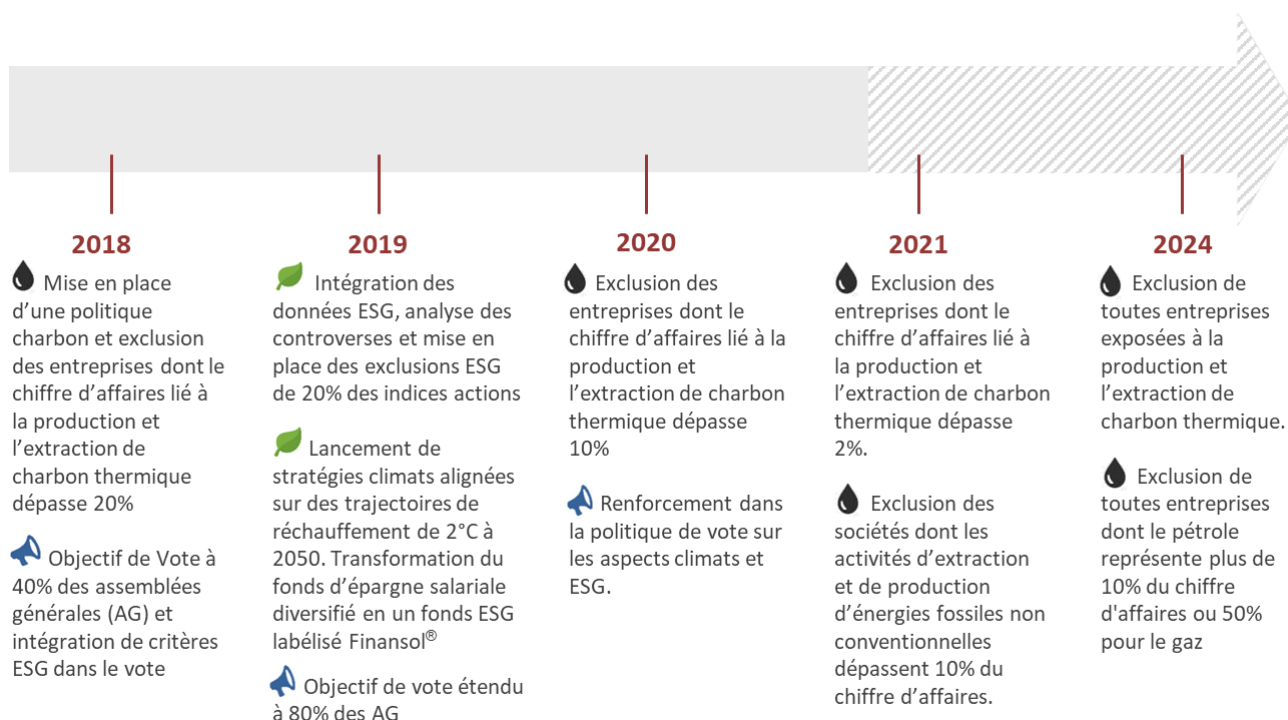 2018
Mise en place
d’une politique
charbon et exclusion
des entreprises dont le
chiffre d’affaires lié à
la production et
l’extraction de
charbon thermique
dépasse 20%
Objectif de Vote à
40% des assemblées
générales (AG) et
intégration de critères
ESG dans le vote
2019
Intégration des
données ESG, analyse des
controverses et mise en
place des exclusions ESG
de 20% des indices actions
Lancement de
stratégies climats alignées
sur des trajectoires de
réchauffement de 2°C à
2050. Transformation du
fonds d’épargne salariale
diversifié en un fonds ESG
labélisé Finansol®
Objectif de vote étendu
à 80% des AG
2020
Exclusion des
entreprises dont le
chiffre d’affaires lié à la
production et
l’extraction de charbon
thermique dépasse
10%
Renforcement dans
la politique de vote sur
les aspects climats et
ESG.
2021
Exclusion des
entreprises dont le
chiffre d’affaires lié à
la production et
l’extraction de charbon
thermique dépasse
2%.
Exclusion des
sociétés dont les
activités d’extraction
et de production
d’énergies fossiles non
conventionnelles
dépassent 10% du
chiffre d’affaires.
2024
Exclusion de
toutes entreprises
exposées à la
production et
l’extraction de
charbon thermique.
Exclusion de
toutes entreprises
dont le pétrole
représente plus de
10% du chiffre
d'affaires ou 50%
pour le gaz